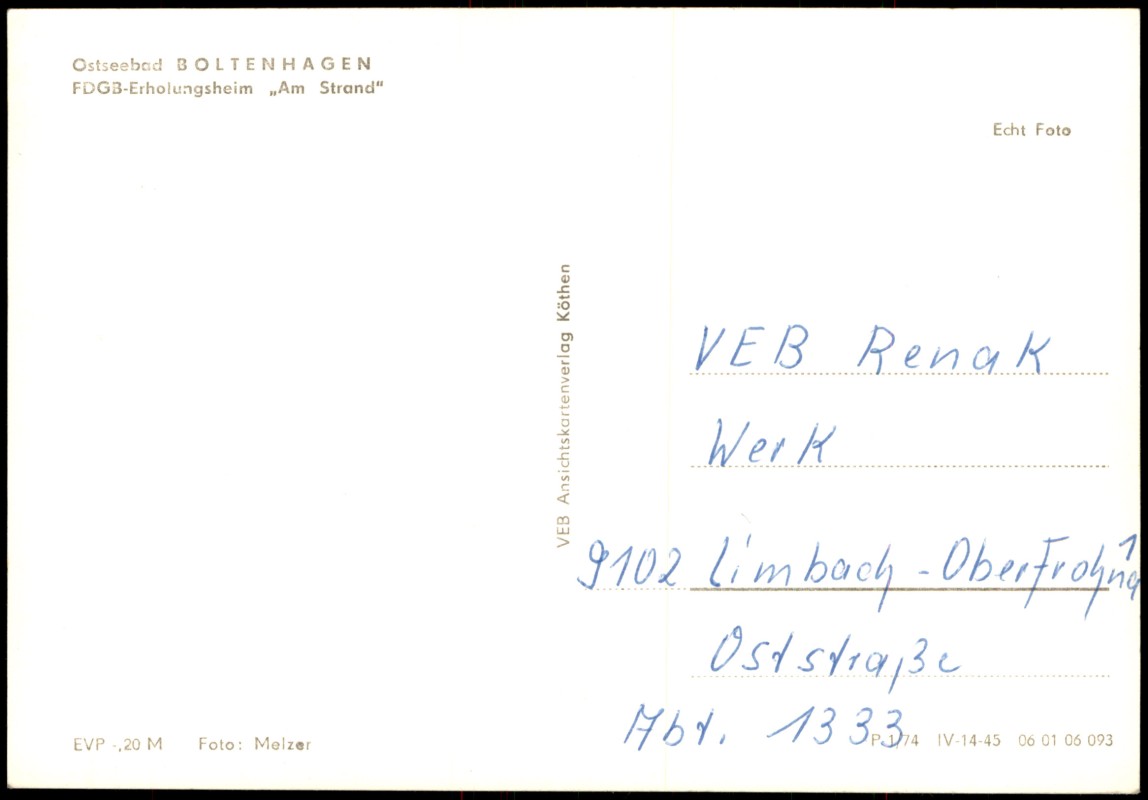 Ostseebad BOLTENHAGEN
FDGB-Erholungsheim „Am Strand"
Echt Foto
VEB Ansichtskartenverlag Köthen
VEB Renak
Werk
9102 Limbach-Oberfrohna 1
Oststraße
Abt. 1333
EVP -,20 M Foto: Melzer
P 1/74 IV-14-45 06 01 06 093